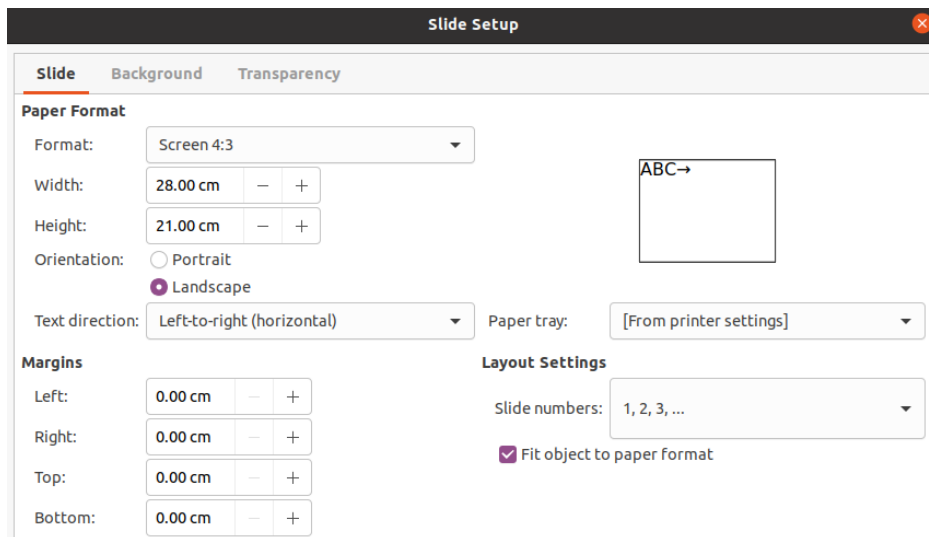 Slide Setup
Slide Background Transparency
Paper Format
Format: Screen 4:3
ABC→
Width: 28.00 cm − +
Height: 21.00 cm − +
Orientation: Portrait
Landscape
Text direction: Left-to-right (horizontal) Paper tray: [From printer settings]
Margins Layout Settings
Left: 0.00 cm − +
Slide numbers: 1, 2, 3, ...
Right: 0.00 cm − +
Fit object to paper format
Top: 0.00 cm − +
Bottom: 0.00 cm − +